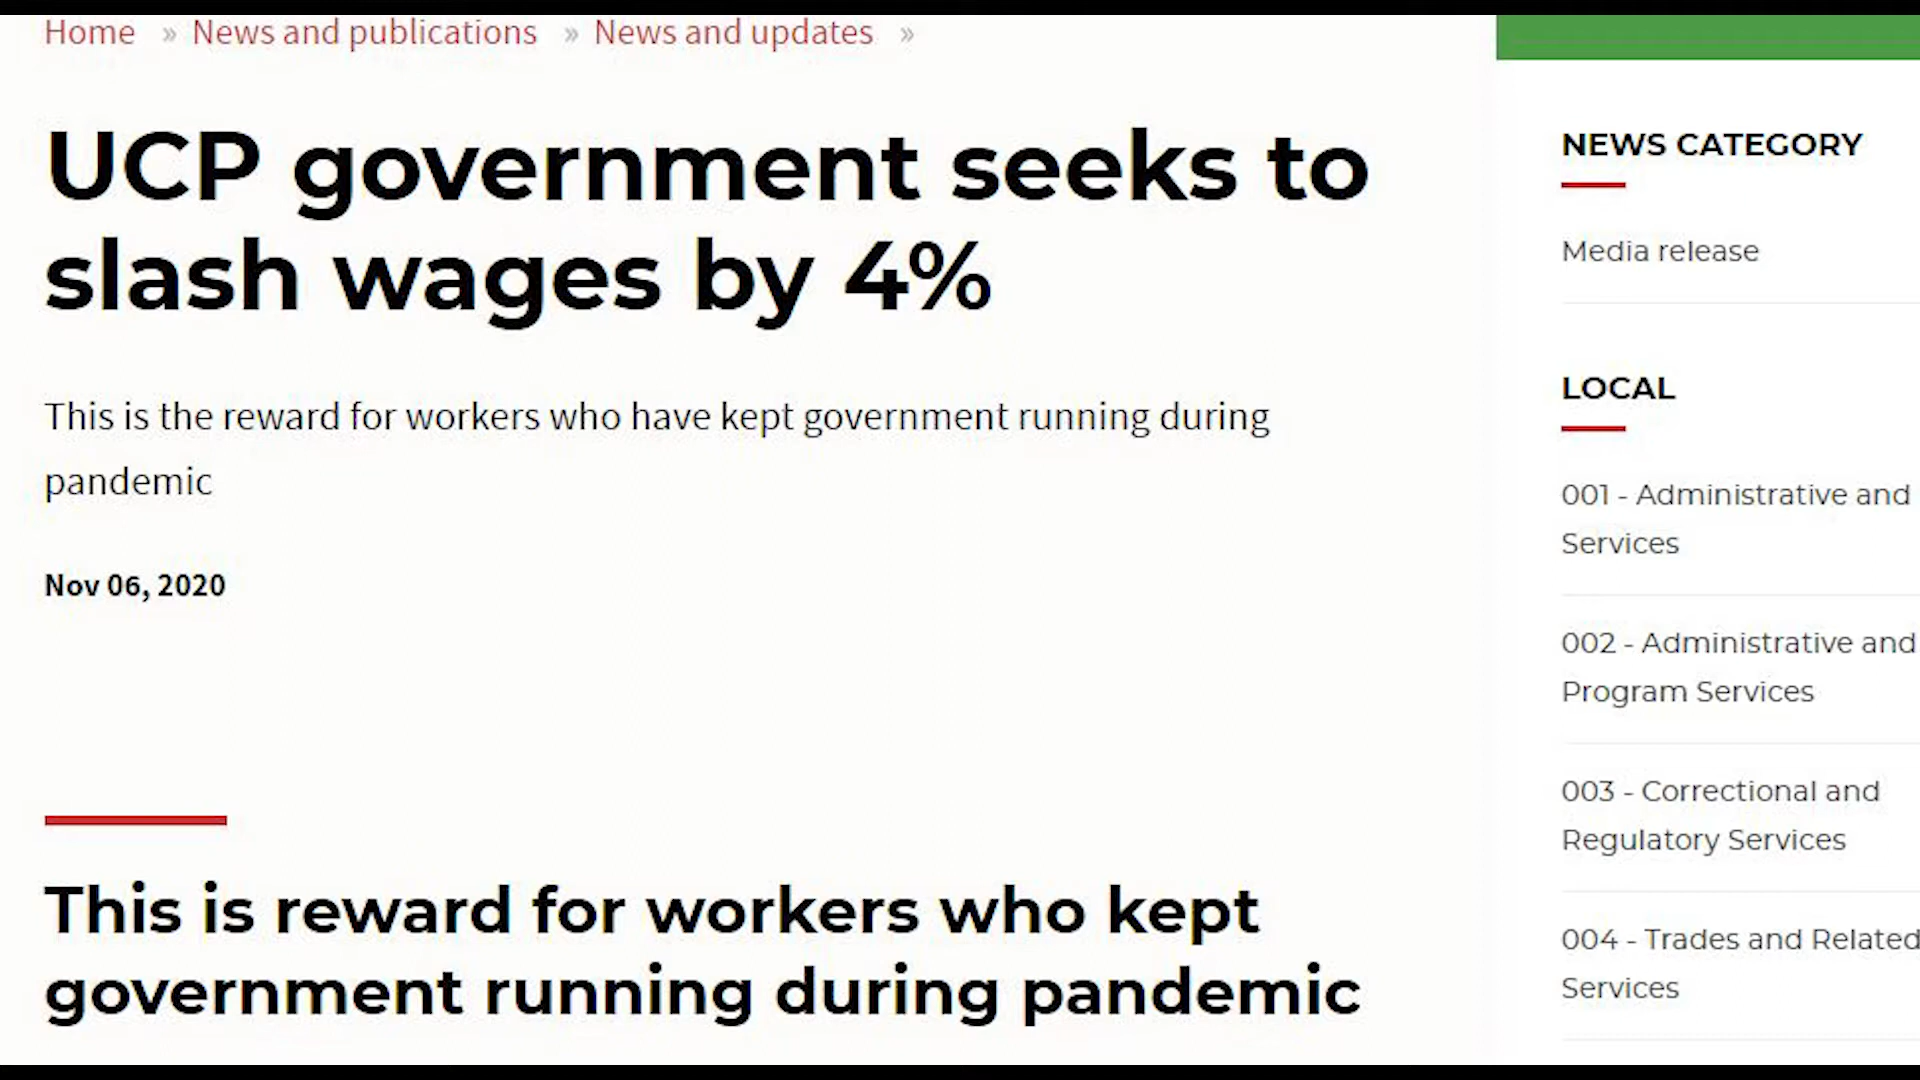 Home » News and publications » News and updates »
UCP government seeks to
slash wages by 4%
This is the reward for workers who have kept government running during
pandemic
Nov 06, 2020
This is reward for workers who kept
government running during pandemic
NEWS CATEGORY
Media release
LOCAL
001 - Administrative and
Services
002 - Administrative and
Program Services
003 - Correctional and
Regulatory Services
004 - Trades and Related
Services